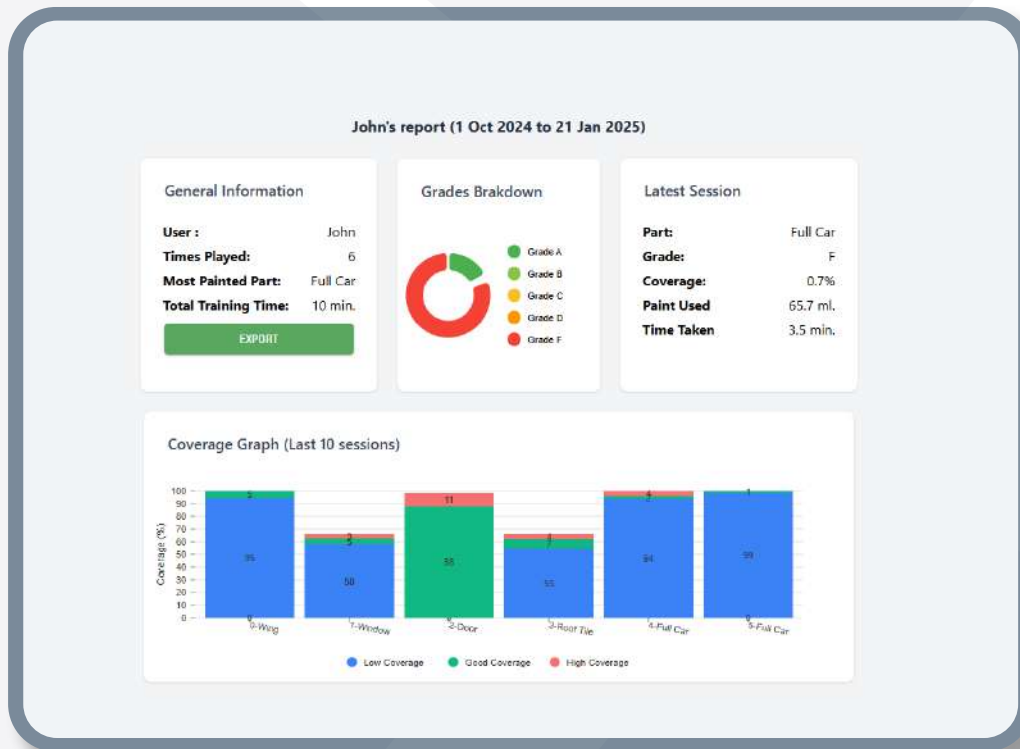 John's report (1 Oct 2024 to 21 Jan 2025)
General Information
User : John
Times Played: 6
Most Painted Part: Full Car
Total Training Time: 10 min.
EXPORT
Grades Brakdown
Grade A
Grade B
Grade C
Grade D
Grade F
Latest Session
Part: Full Car
Grade: F
Coverage: 0.7%
Paint Used 65.7 ml.
Time Taken 3.5 min.
Coverage Graph (Last 10 sessions)
Coverage (%)
100
90
80
70
60
50
40
30
20
10
0
5
11
4
2
1
5
95
58
88
55
94
99
0-Wing
1-Window
2-Door
3-Roof Tile
4-Full Car
5-Full Car
Low Coverage
Good Coverage
High Coverage